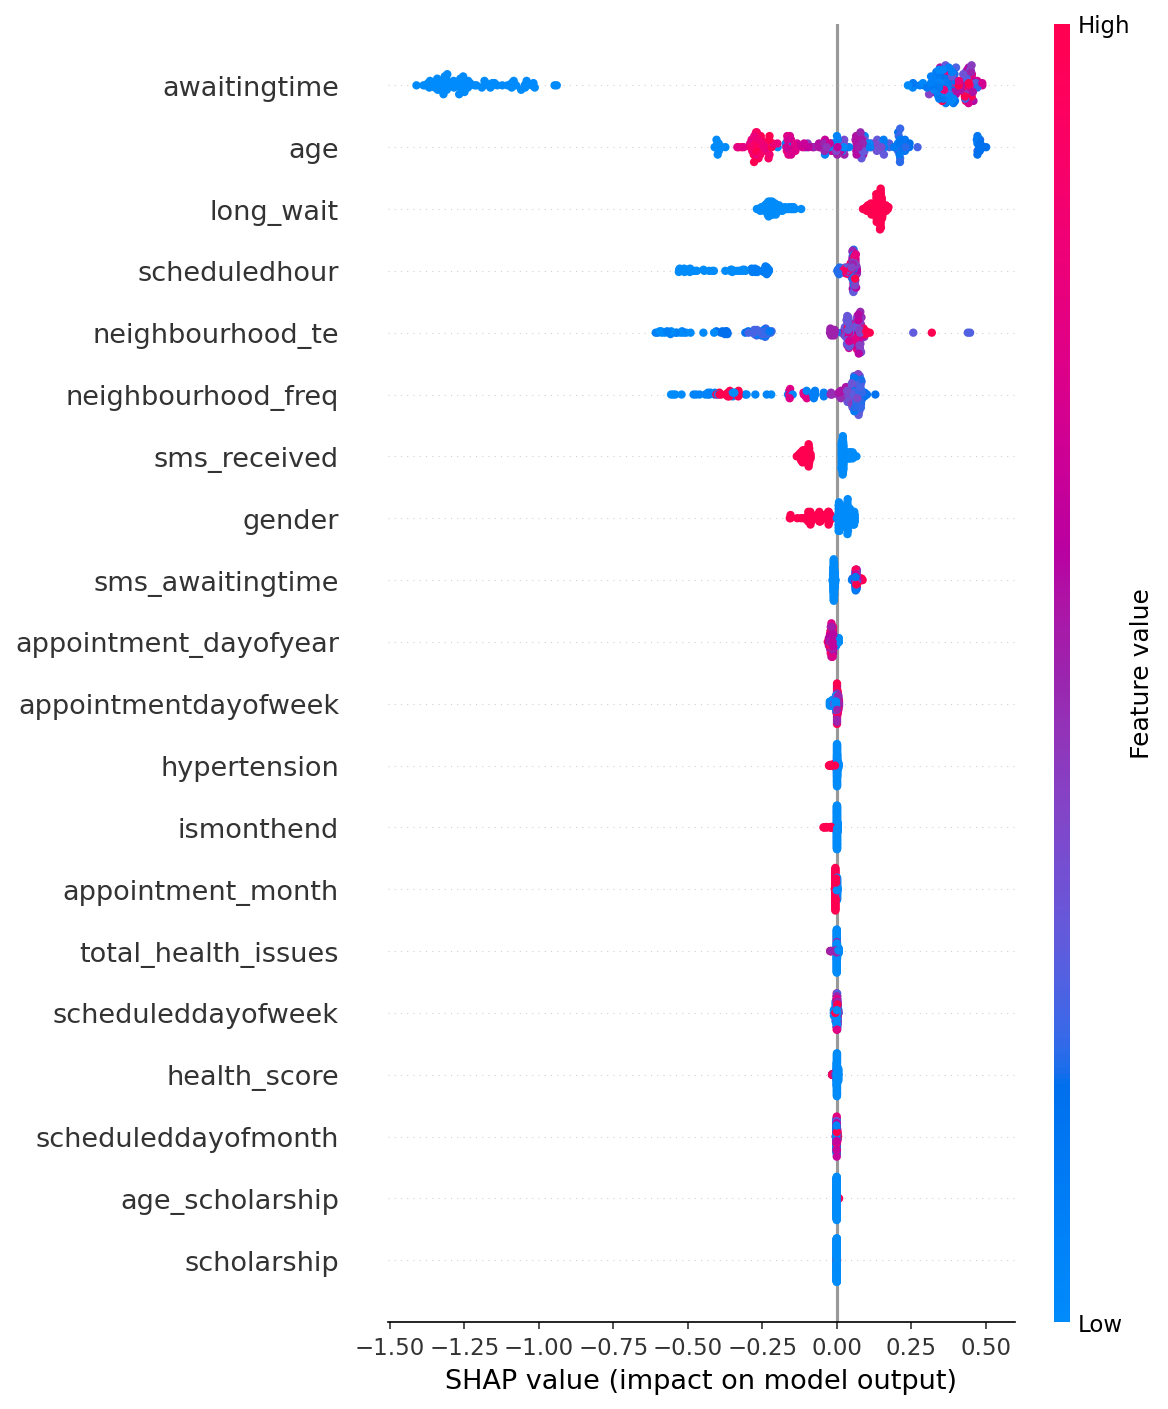 High
awaitingtime
age
long_wait
scheduledhour
neighbourhood_te
neighbourhood_freq
sms_received
gender
sms_awaitingtime
appointment_dayofyear
appointmentdayofweek
hypertension
ismonthend
appointment_month
total_health_issues
scheduleddayofweek
health_score
scheduleddayofmonth
age_scholarship
scholarship
Feature value
Low
−1.50 −1.25 −1.00 −0.75 −0.50 −0.25 0.00 0.25 0.50
SHAP value (impact on model output)